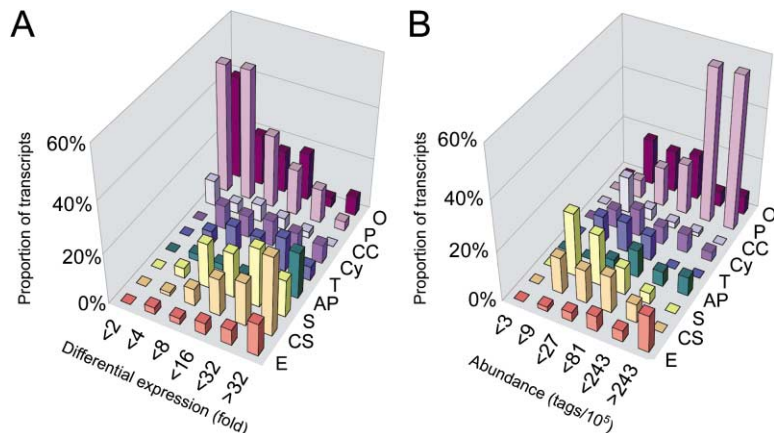 A
Proportion of transcripts
60%
40%
20%
0%
<2
<4
<8
<16
<32
>32
Differential expression (fold)
E
CS
S
AP
T
Cy
CC
P
O
B
Proportion of transcripts
60%
40%
20%
0%
<3
<9
<27
<81
<243
>243
Abundance (tags/10⁵)
E
CS
S
AP
T
Cy
CC
P
O